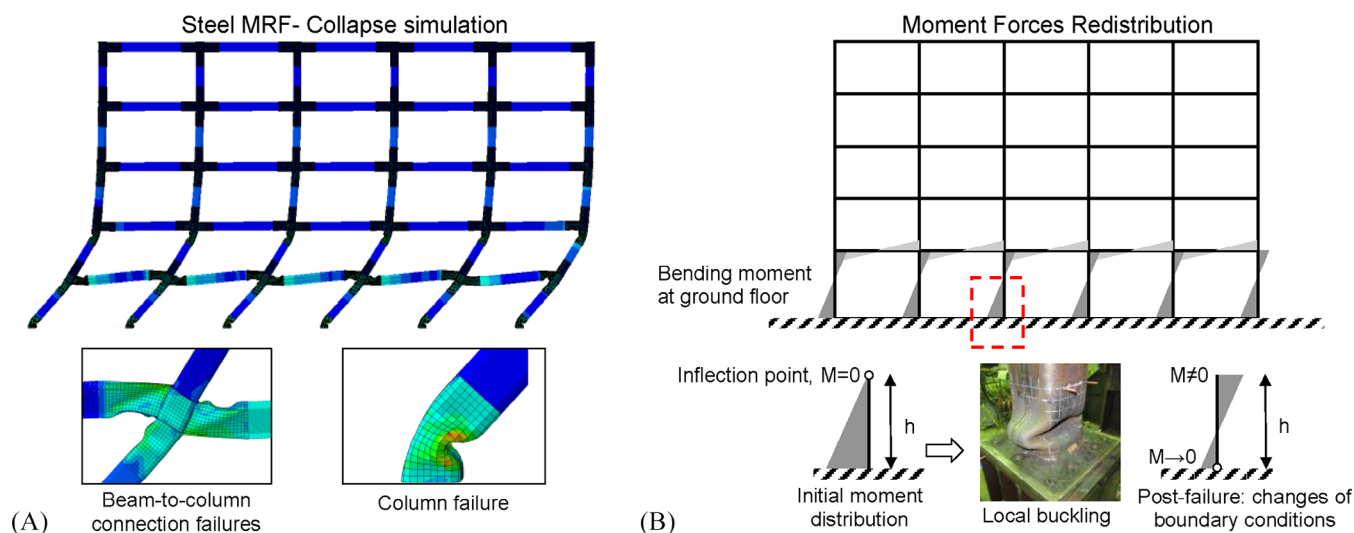 Steel MRF- Collapse simulation
Beam-to-column
connection failures
Column failure
(A)
Moment Forces Redistribution
Bending moment
at ground floor
Inflection point, M=0
h
Initial moment
distribution
Local buckling
M≠0
h
M→0
Post-failure: changes of
boundary conditions
(B)